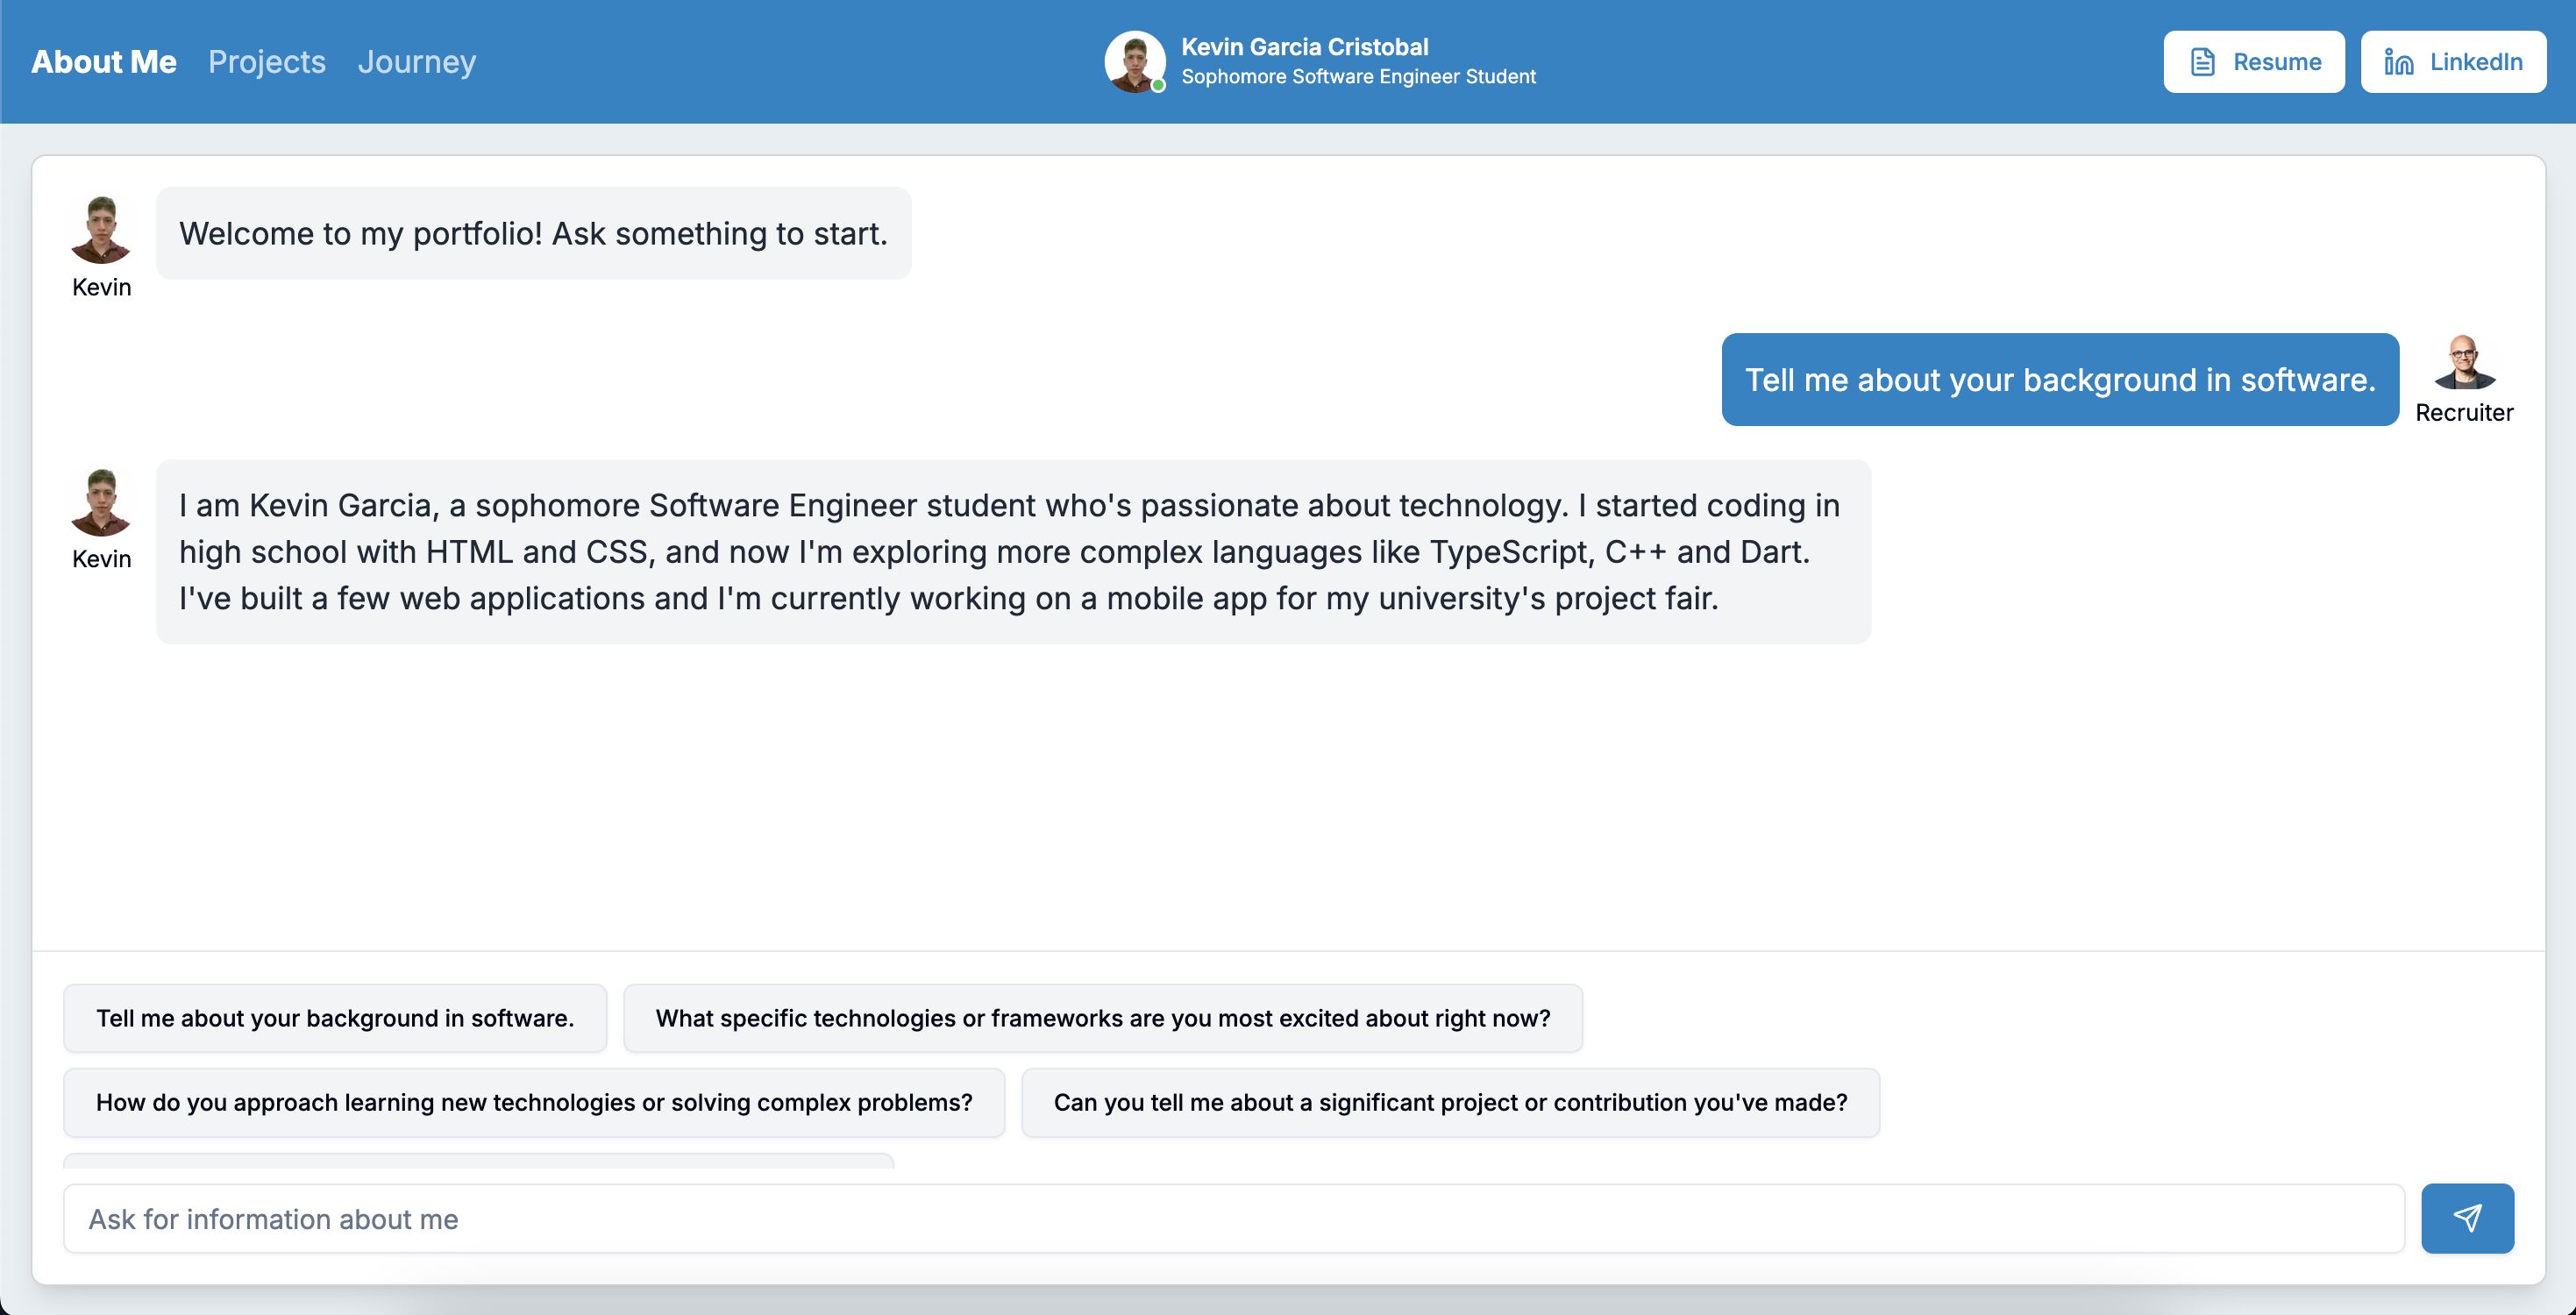 About Me Projects Journey
Kevin Garcia Cristobal
Sophomore Software Engineer Student
Resume
LinkedIn
Welcome to my portfolio! Ask something to start.
Kevin
Tell me about your background in software.
Recruiter
I am Kevin Garcia, a sophomore Software Engineer student who's passionate about technology. I started coding in
high school with HTML and CSS, and now I'm exploring more complex languages like TypeScript, C++ and Dart.
I've built a few web applications and I'm currently working on a mobile app for my university's project fair.
Kevin
Tell me about your background in software.
What specific technologies or frameworks are you most excited about right now?
How do you approach learning new technologies or solving complex problems?
Can you tell me about a significant project or contribution you've made?
Ask for information about me